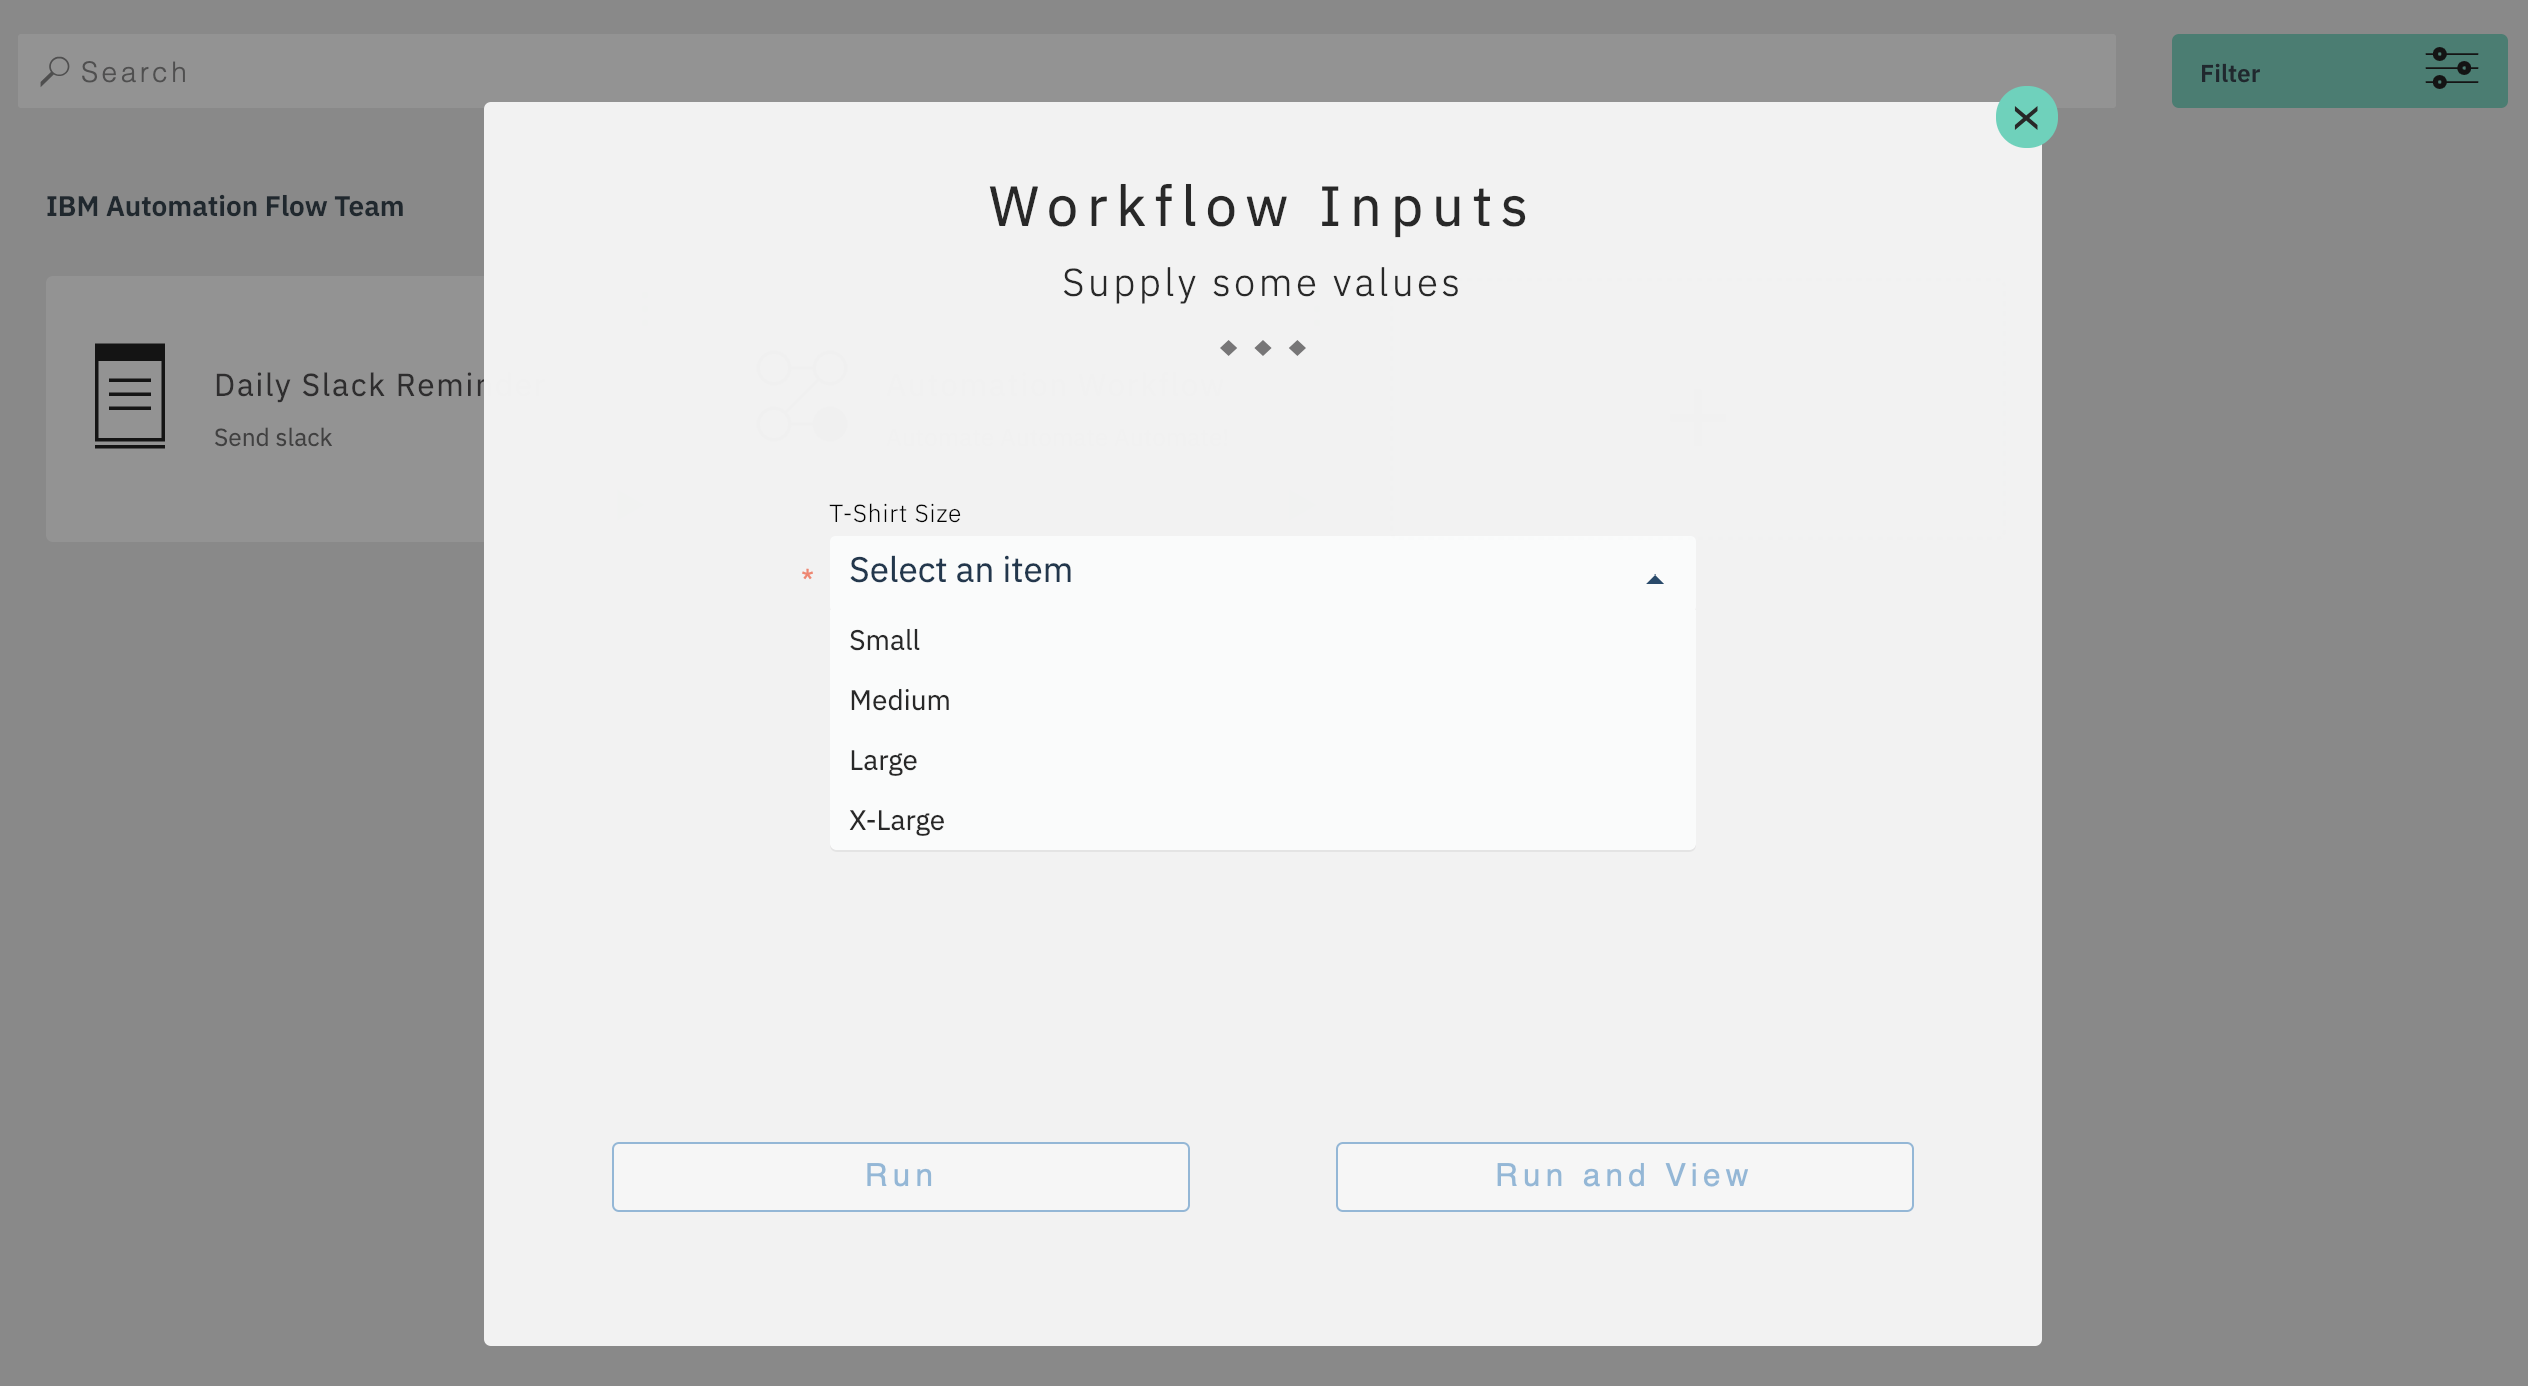 Search
Filter
IBM Automation Flow Team
Daily Slack Remin
Send slack
Workflow Inputs
Supply some values
T-Shirt Size
* Select an item
Small
Medium
Large
X-Large
Run
Run and View